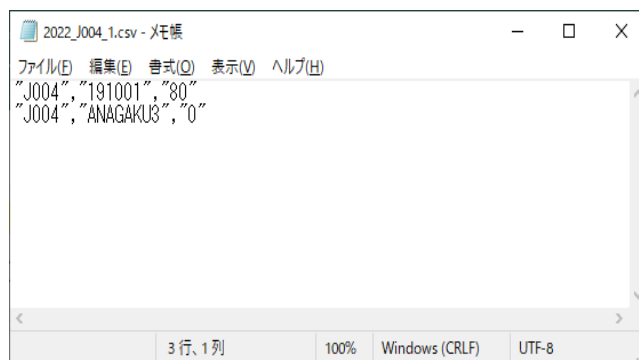 2022_J004_1.csv - メモ帳
ファイル(F) 編集(E) 書式(O) 表示(V) ヘルプ(H)
"J004","191001","80"
"J004","ANAGAKU3","0"
3 行、1 列 100% Windows (CRLF) UTF-8